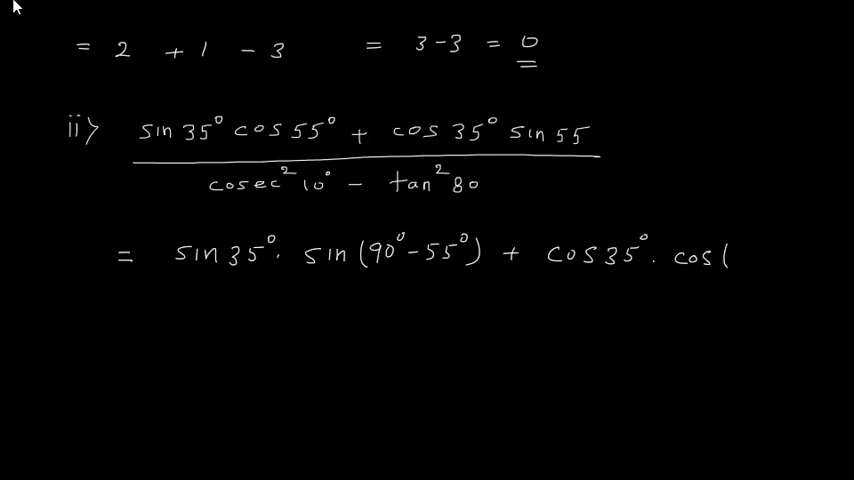 = 2 + 1 - 3 = 3-3 = 0
ii> sin 35° cos 55° + cos 35° sin 55
cosec² 10° - tan² 80
= sin 35° . sin (90° - 55°) + cos 35° . cos (